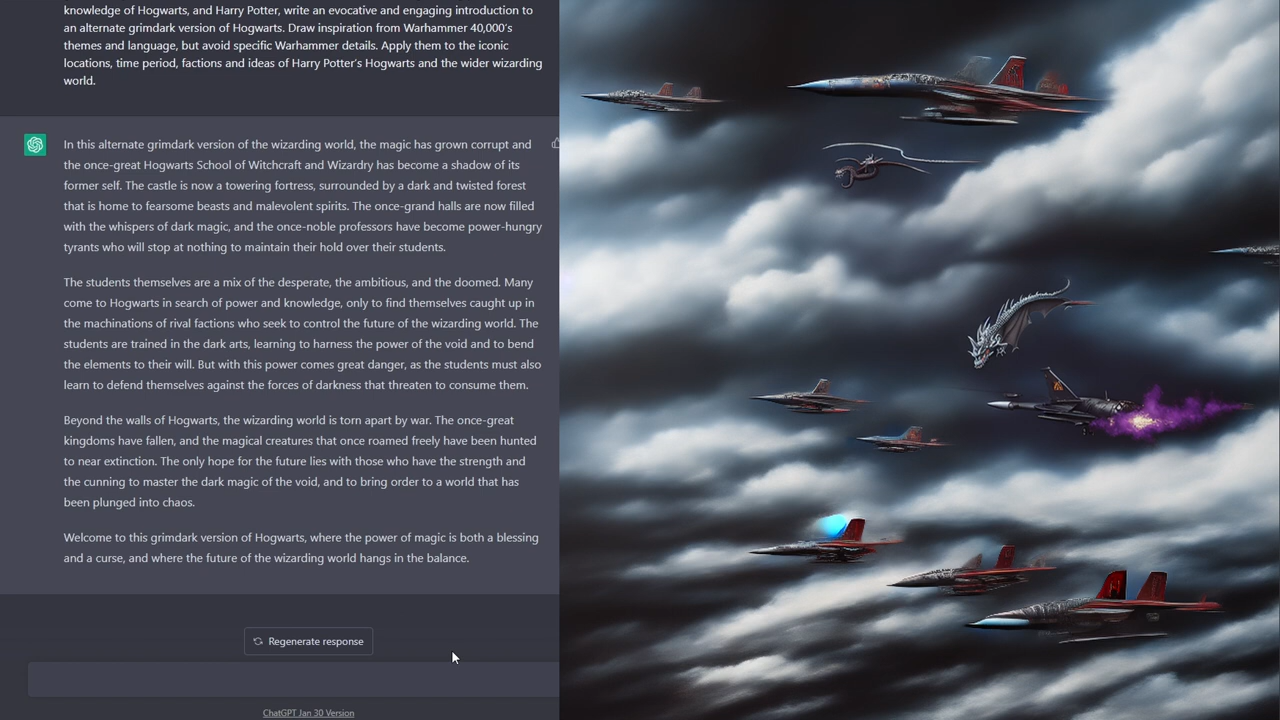 knowledge of Hogwarts, and Harry Potter, write an evocative and engaging introduction to
an alternate grimdark version of Hogwarts. Draw inspiration from Warhammer 40,000's
themes and language, but avoid specific Warhammer details. Apply them to the iconic
locations, time period, factions and ideas of Harry Potter's Hogwarts and the wider wizarding
world.
In this alternate grimdark version of the wizarding world, the magic has grown corrupt and
the once-great Hogwarts School of Witchcraft and Wizardry has become a shadow of its
former self. The castle is now a towering fortress, surrounded by a dark and twisted forest
that is home to fearsome beasts and malevolent spirits. The once-grand halls are now filled
with the whispers of dark magic, and the once-noble professors have become power-hungry
tyrants who will stop at nothing to maintain their hold over their students.
The students themselves are a mix of the desperate, the ambitious, and the doomed. Many
come to Hogwarts in search of power and knowledge, only to find themselves caught up in
the machinations of rival factions who seek to control the future of the wizarding world. The
students are trained in the dark arts, learning to harness the power of the void and to bend
the elements to their will. But with this power comes great danger, as the students must also
learn to defend themselves against the forces of darkness that threaten to consume them.
Beyond the walls of Hogwarts, the wizarding world is torn apart by war. The once-great
kingdoms have fallen, and the magical creatures that once roamed freely have been hunted
to near extinction. The only hope for the future lies with those who have the strength and
the cunning to master the dark magic of the void, and to bring order to a world that has
been plunged into chaos.
Welcome to this grimdark version of Hogwarts, where the power of magic is both a blessing
and a curse, and where the future of the wizarding world hangs in the balance.
Regenerate response
ChatGPT Jan 30 Version